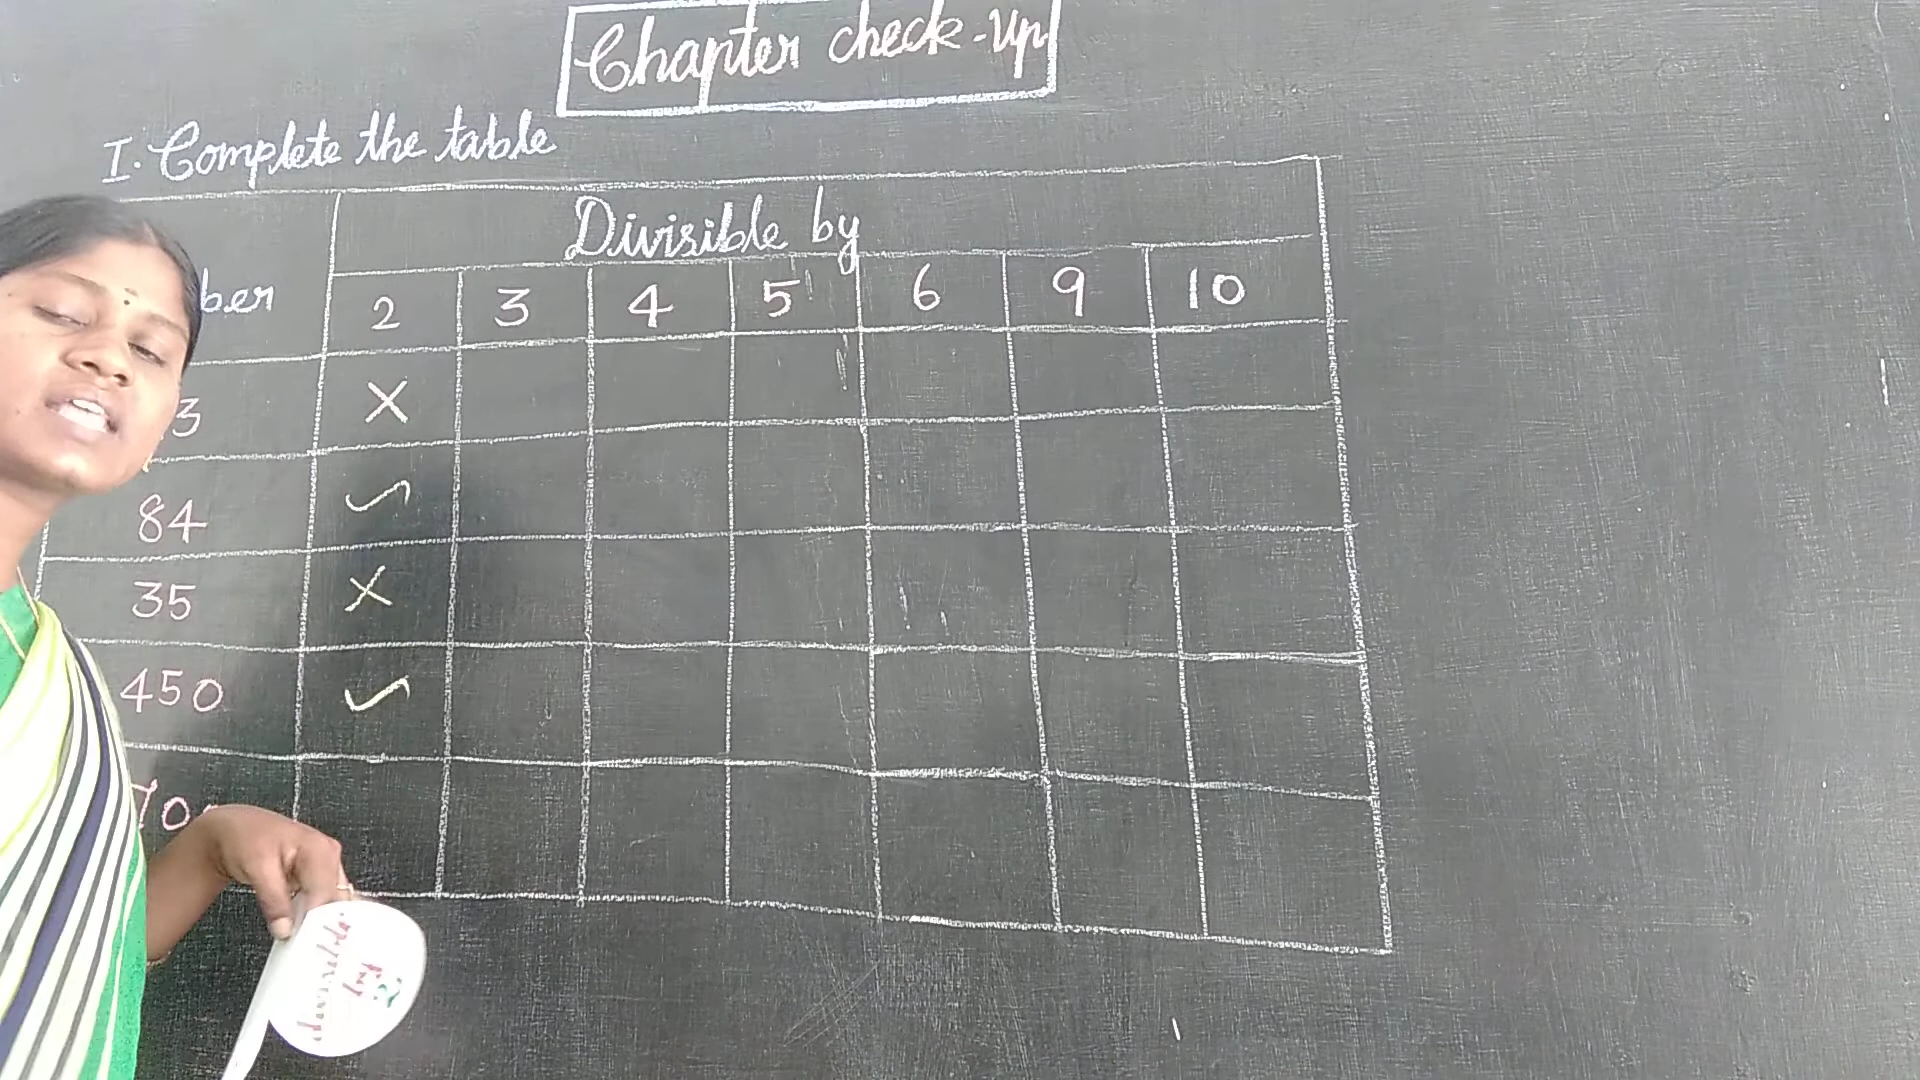 Chapter check-up
I. Complete the table
Divisible by
ber
2 3 4 5 6 9 10
3 X
84 ✓
35 X
450 ✓
70